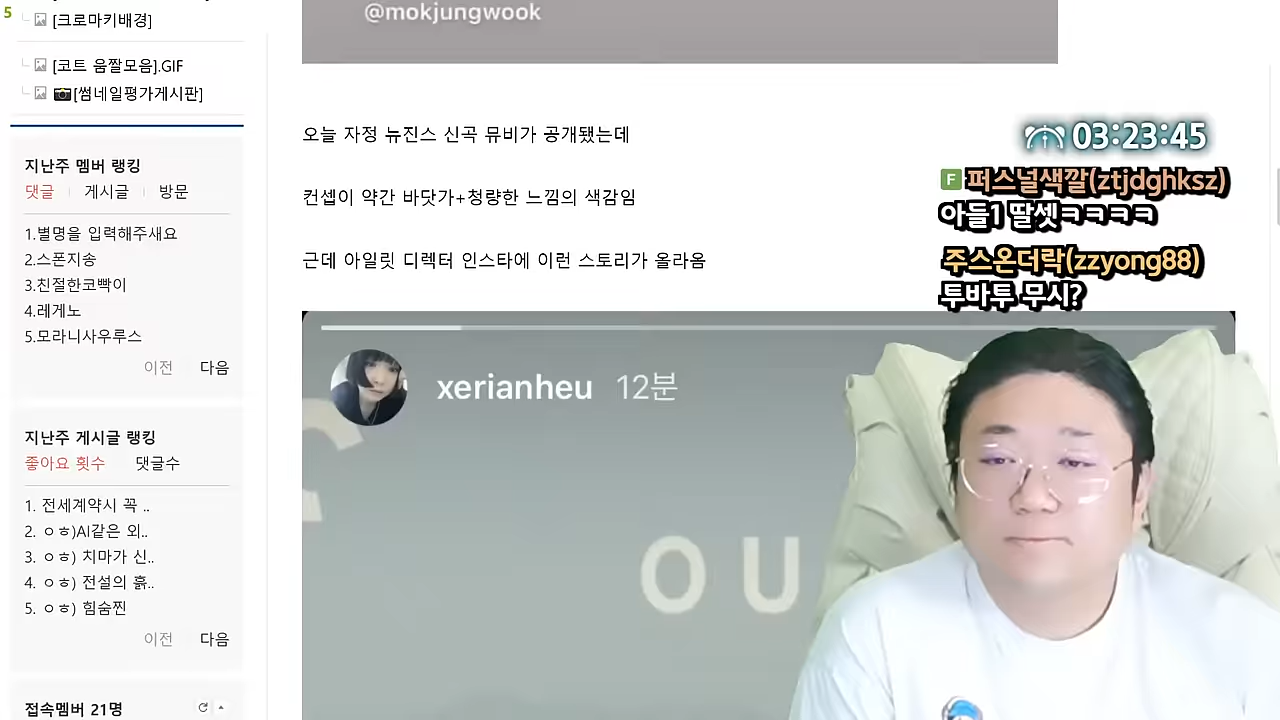 5
[크로마키배경]
[코트 움짤모음].GIF
[썸네일평가게시판]
지난주 멤버 랭킹
댓글 게시글 방문
1.별명을 입력해주새요
2.스폰지송
3.친절한코빡이
4.레게노
5.모라니사우루스
이전 다음
지난주 게시글 랭킹
좋아요 횟수 댓글수
1. 전세계약시 꼭 ..
2. ㅇㅎ)AI같은 외..
3. ㅇㅎ) 치마가 신..
4. ㅇㅎ) 전설의 흙..
5. ㅇㅎ) 힘숨찐
이전 다음
접속멤버 21명
@mokjungwook
오늘 자정 뉴진스 신곡 뮤비가 공개됐는데
컨셉이 약간 바닷가+청량한 느낌의 색감임
근데 아일릿 디렉터 인스타에 이런 스토리가 올라옴
xerianheu 12분
OU
03:23:45
F 퍼스널색깔(ztjdghksz)
아들1 딸셋ㅋㅋㅋㅋ
주스온더락(zzyong88)
투바투 무시?